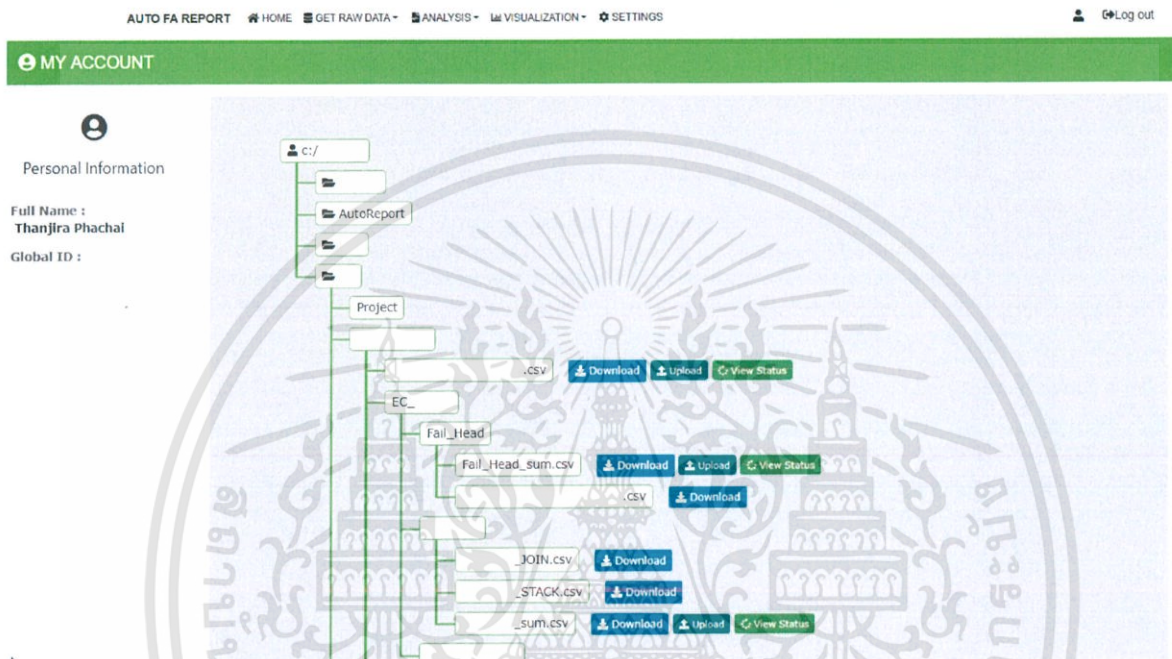 AUTO FA REPORT HOME GET RAW DATA ANALYSIS VISUALIZATION SETTINGS Log out
MY ACCOUNT
Personal Information
Full Name :
Thanjira Phachai
Global ID :
c:/
AutoReport
Project
.csv Download Upload View Status
EC_
Fail_Head
Fail_Head_sum.csv Download Upload View Status
.csv Download
_JOIN.csv Download
_STACK.csv Download
_sum.csv Download Upload View Status